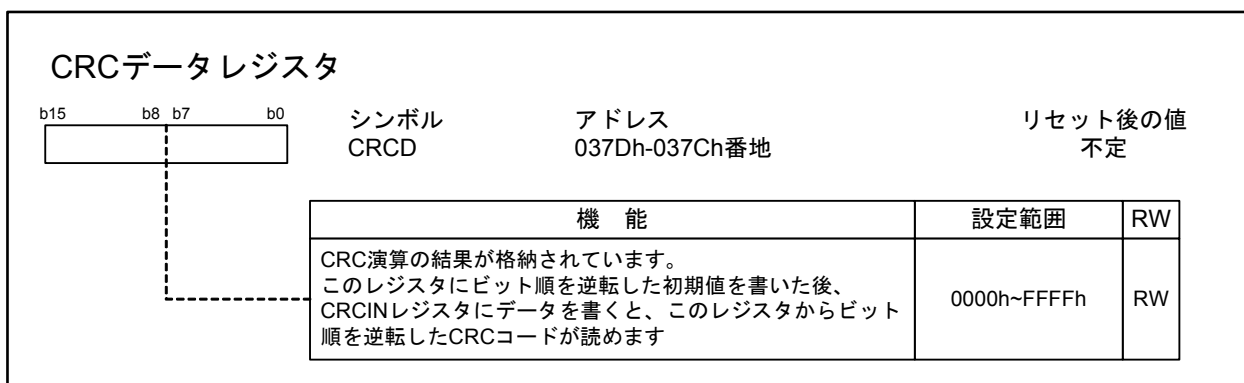 CRCデータレジスタ
b15 b8 b7 b0
シンボル アドレス リセット後の値
CRCD 037Dh-037Ch番地 不定
機 能 設定範囲 RW
CRC演算の結果が格納されています。
このレジスタにビット順を逆転した初期値を書いた後、
CRCINレジスタにデータを書くと、このレジスタからビット
順を逆転したCRCコードが読めます
0000h~FFFFh RW